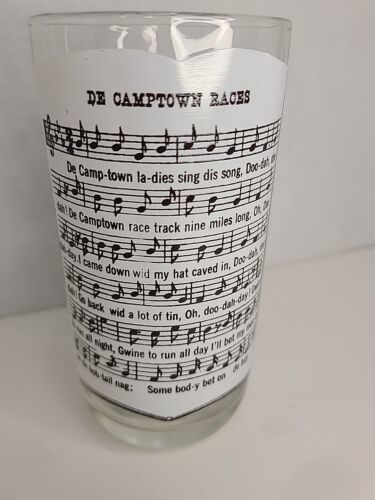 DE CAMPTOWN RACES
De Camp-town la-dies sing dis song, Doo-dah,
dah! De Camptown race track nine miles long, Oh,
day. I came down wid my hat caved in, Doo-dah,
Go back wid a lot of tin, Oh, doo-dah-day!
run all night, Gwine to run all day I'll bet my
bob-tail nag; Some bod-y bet on